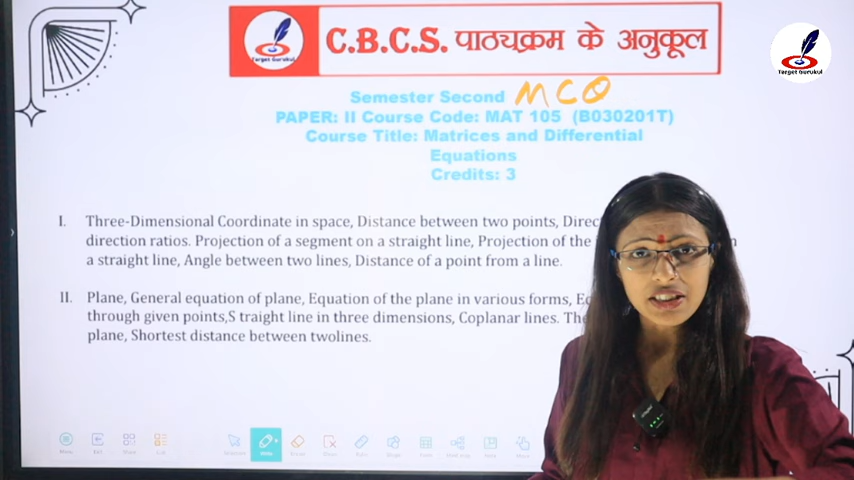 Target Gurukul
C.B.C.S. पाठ्यक्रम के अनुकूल
Target Gurukul
Semester Second MCQ
PAPER: II Course Code: MAT 105 (B030201T)
Course Title: Matrices and Differential
Equations
Credits: 3
I. Three-Dimensional Coordinate in space, Distance between two points, Direc
direction ratios. Projection of a segment on a straight line, Projection of the
a straight line, Angle between two lines, Distance of a point from a line.
II. Plane, General equation of plane, Equation of the plane in various forms,
through given points,S traight line in three dimensions, Coplanar lines.
plane, Shortest distance between twolines.